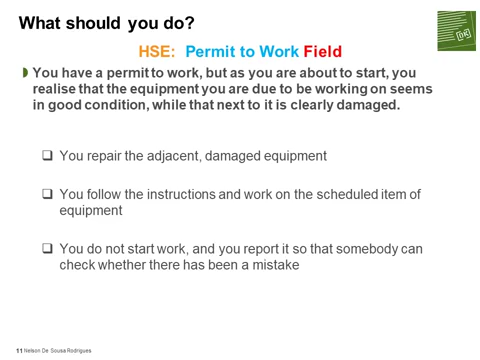 What should you do?
[DR]
HSE: Permit to Work Field
You have a permit to work, but as you are about to start, you
realise that the equipment you are due to be working on seems
in good condition, while that next to it is clearly damaged.
❑ You repair the adjacent, damaged equipment
❑ You follow the instructions and work on the scheduled item of
equipment
❑ You do not start work, and you report it so that somebody can
check whether there has been a mistake
11 Nelson De Sousa Rodrigues